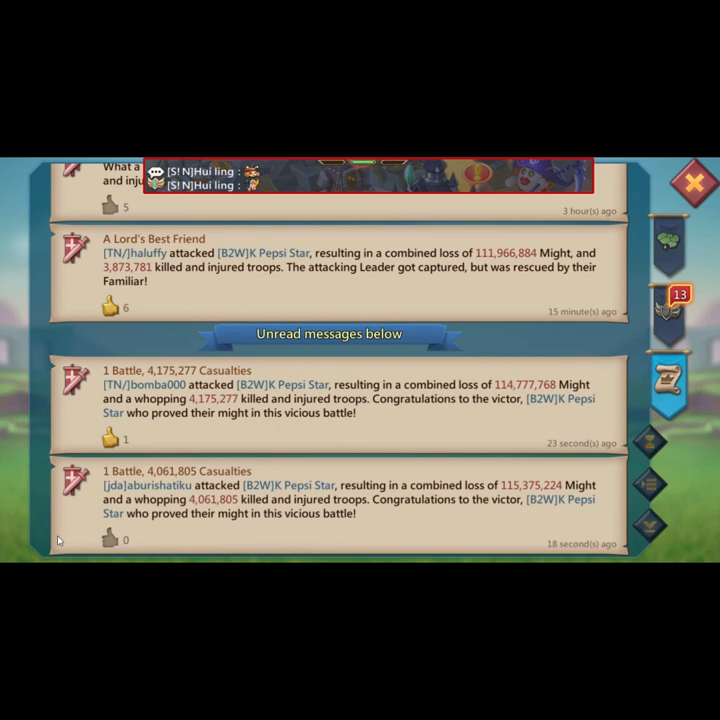 What a
and inju
[S! N]Hui ling :
[S! N]Hui ling :
5
3 hour(s) ago
A Lord's Best Friend
[TN/]haluffy attacked [B2W]K Pepsi Star, resulting in a combined loss of 111,966,884 Might, and
3,873,781 killed and injured troops. The attacking Leader got captured, but was rescued by their
Familiar!
6
15 minute(s) ago
13
Unread messages below
1 Battle, 4,175,277 Casualties
[TN/]bomba000 attacked [B2W]K Pepsi Star, resulting in a combined loss of 114,777,768 Might
and a whopping 4,175,277 killed and injured troops. Congratulations to the victor, [B2W]K Pepsi
Star who proved their might in this vicious battle!
1
23 second(s) ago
1 Battle, 4,061,805 Casualties
[jda]aburishatiku attacked [B2W]K Pepsi Star, resulting in a combined loss of 115,375,224 Might
and a whopping 4,061,805 killed and injured troops. Congratulations to the victor, [B2W]K Pepsi
Star who proved their might in this vicious battle!
0
18 second(s) ago